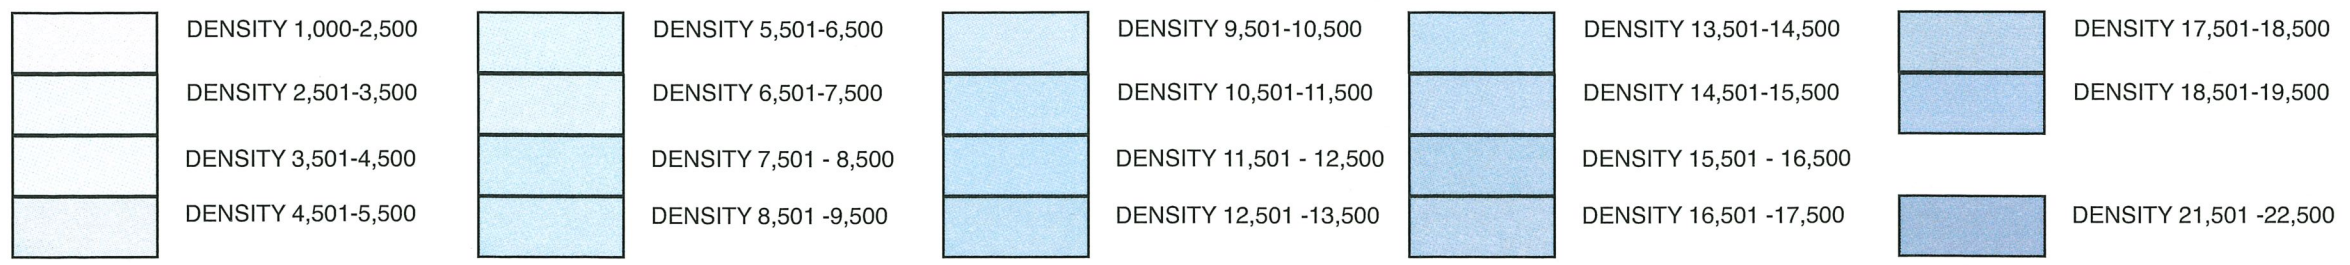 DENSITY 1,000-2,500
DENSITY 2,501-3,500
DENSITY 3,501-4,500
DENSITY 4,501-5,500
DENSITY 5,501-6,500
DENSITY 6,501-7,500
DENSITY 7,501 - 8,500
DENSITY 8,501 -9,500
DENSITY 9,501-10,500
DENSITY 10,501-11,500
DENSITY 11,501 - 12,500
DENSITY 12,501 -13,500
DENSITY 13,501-14,500
DENSITY 14,501-15,500
DENSITY 15,501 - 16,500
DENSITY 16,501 -17,500
DENSITY 17,501-18,500
DENSITY 18,501-19,500
DENSITY 21,501 -22,500